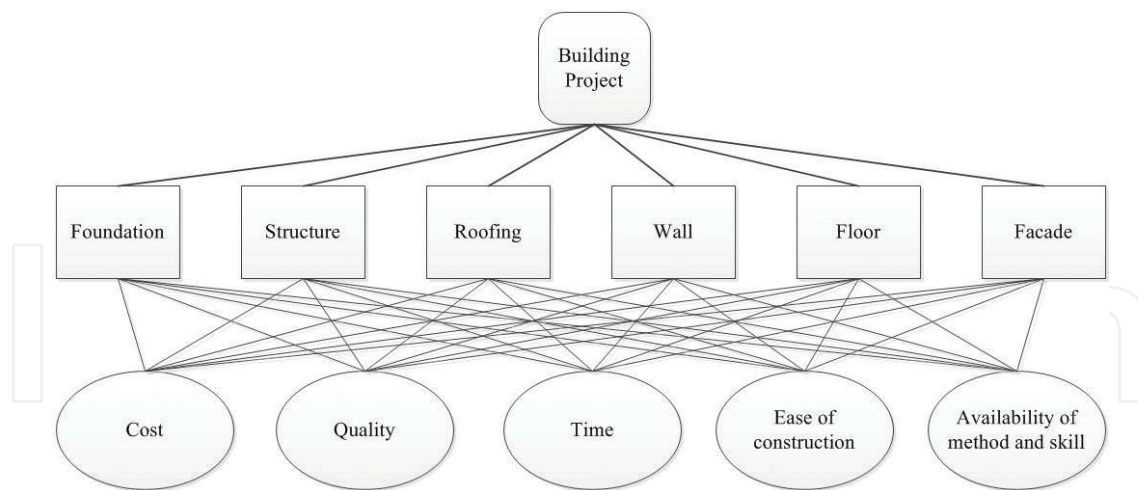 Building
Project
Foundation
Structure
Roofing
Wall
Floor
Facade
Cost
Quality
Time
Ease of
construction
Availability of
method and skill